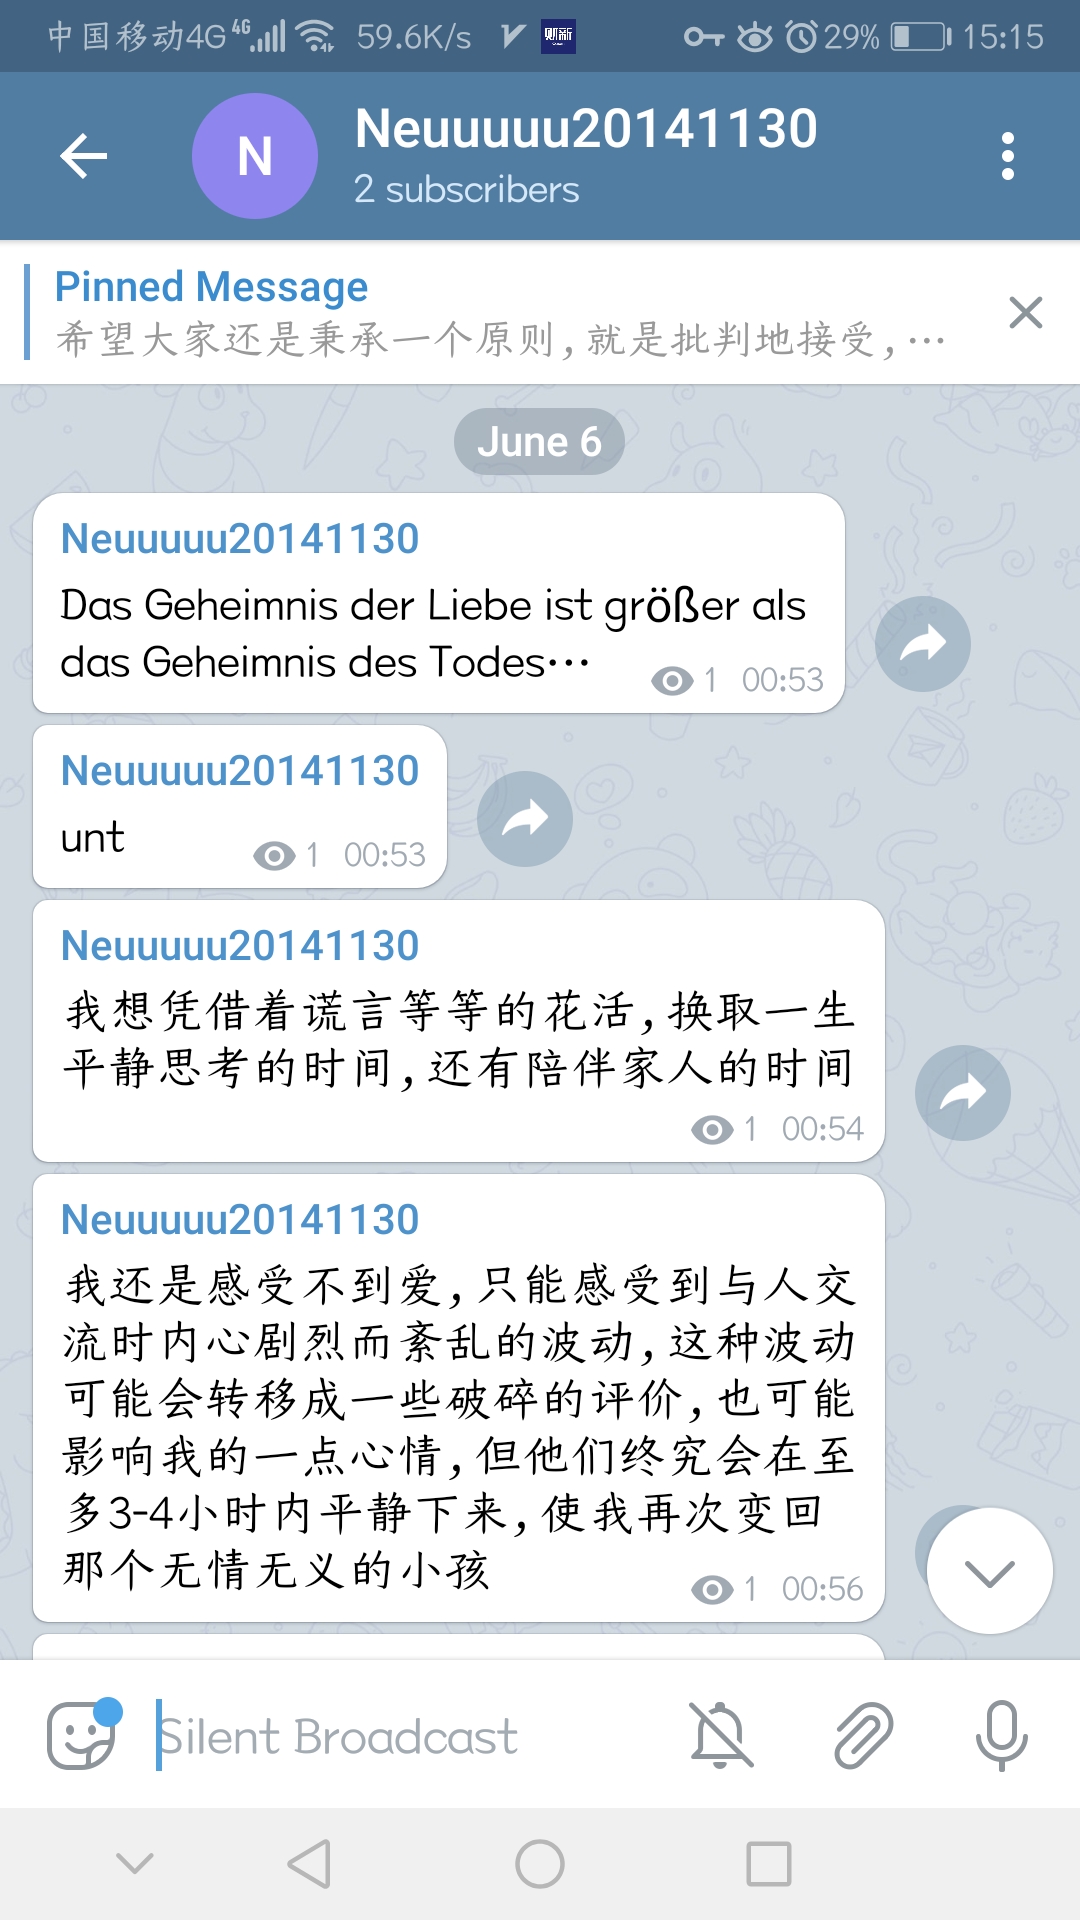 中国移动4G 4G 59.6K/s 财新 29% 15:15
N
Neuuuuu20141130
2 subscribers
Pinned Message
希望大家还是秉承一个原则,就是批判地接受,…
June 6
Neuuuuu20141130
Das Geheimnis der Liebe ist größer als
das Geheimnis des Todes…
1 00:53
Neuuuuu20141130
unt
1 00:53
Neuuuuu20141130
我想凭借着谎言等等的花活,换取一生
平静思考的时间,还有陪伴家人的时间
1 00:54
Neuuuuu20141130
我还是感受不到爱,只能感受到与人交
流时内心剧烈而紊乱的波动,这种波动
可能会转移成一些破碎的评价,也可能
影响我的一点心情,但他们终究会在至
多3-4小时内平静下来,使我再次变回
那个无情无义的小孩
1 00:56
Silent Broadcast